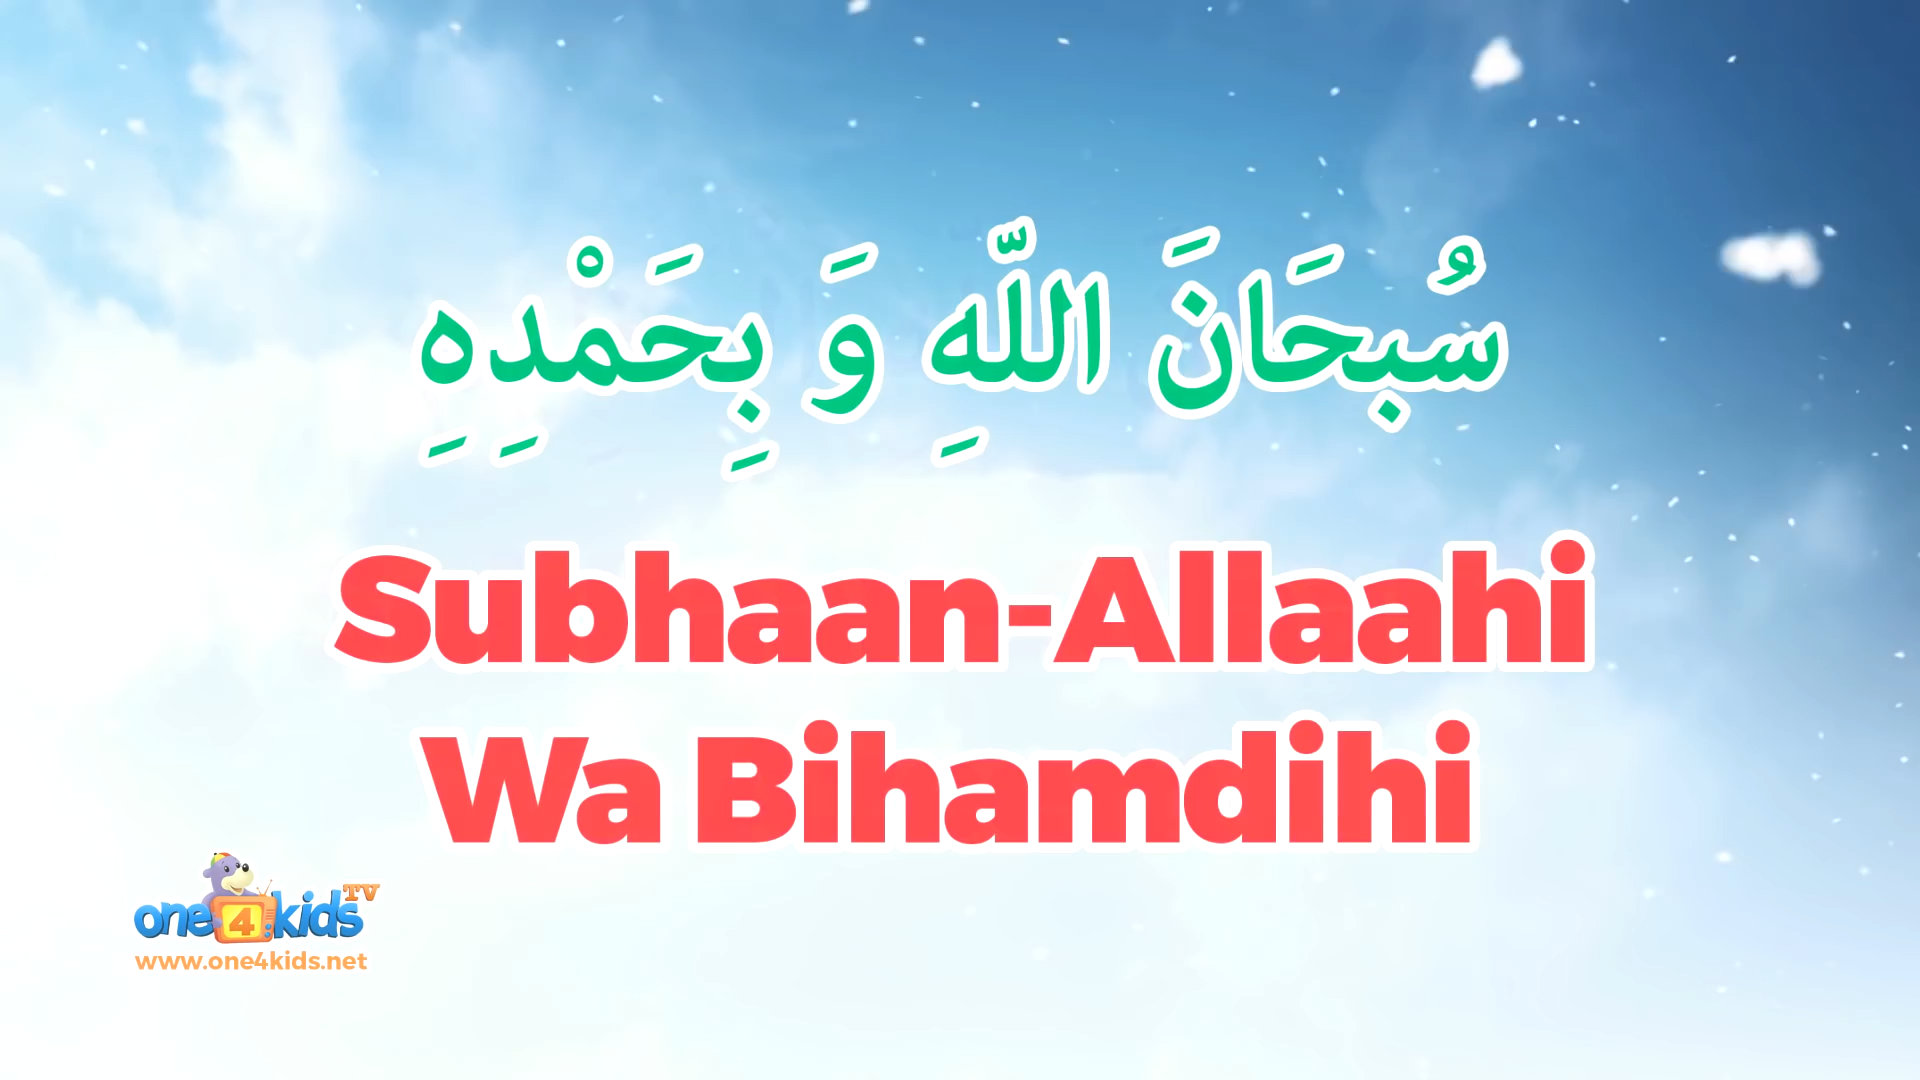 سُبحَانَ اللَّهِ وَ بِحَمْدِهِ
Subhaan-Allaahi
Wa Bihamdihi
one4kids TV
www.one4kids.net